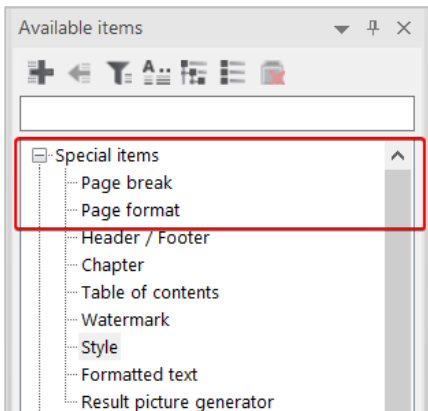 Available items
Special items
Page break
Page format
Header / Footer
Chapter
Table of contents
Watermark
Style
Formatted text
Result picture generator